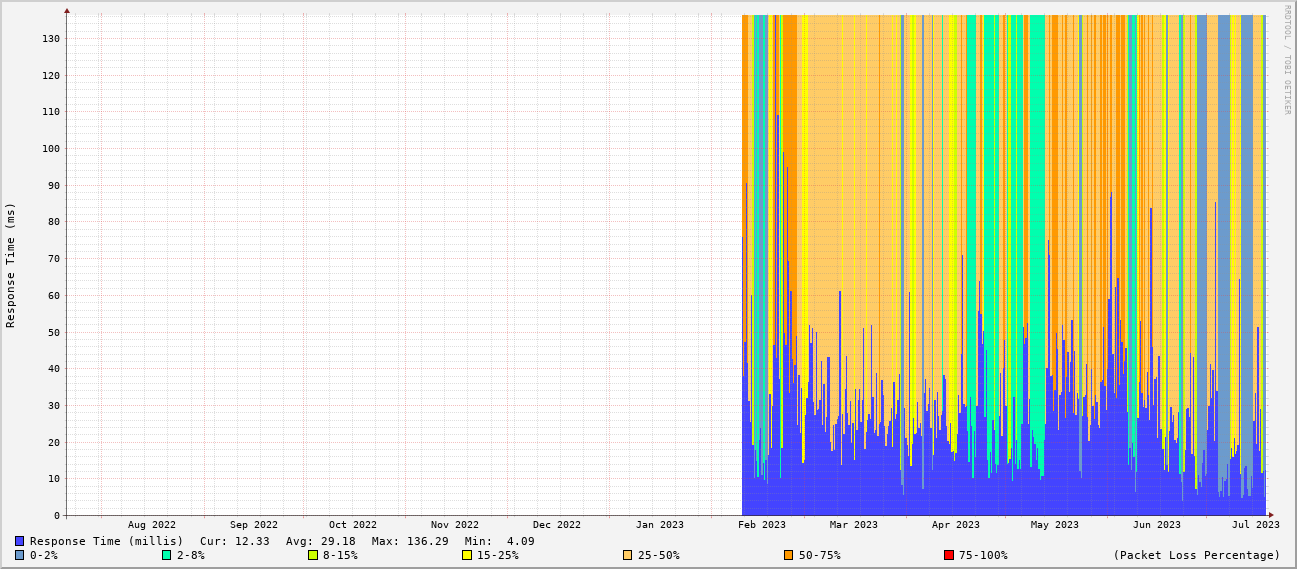 RRDTOOL / TOBI OETIKER
Response Time (ms)
130
120
110
100
90
80
70
60
50
40
30
20
10
0
Aug 2022 Sep 2022 Oct 2022 Nov 2022 Dec 2022 Jan 2023 Feb 2023 Mar 2023 Apr 2023 May 2023 Jun 2023 Jul 2023
Response Time (millis) Cur: 12.33 Avg: 29.18 Max: 136.29 Min: 4.09
0-2% 2-8% 8-15% 15-25% 25-50% 50-75% 75-100% (Packet Loss Percentage)